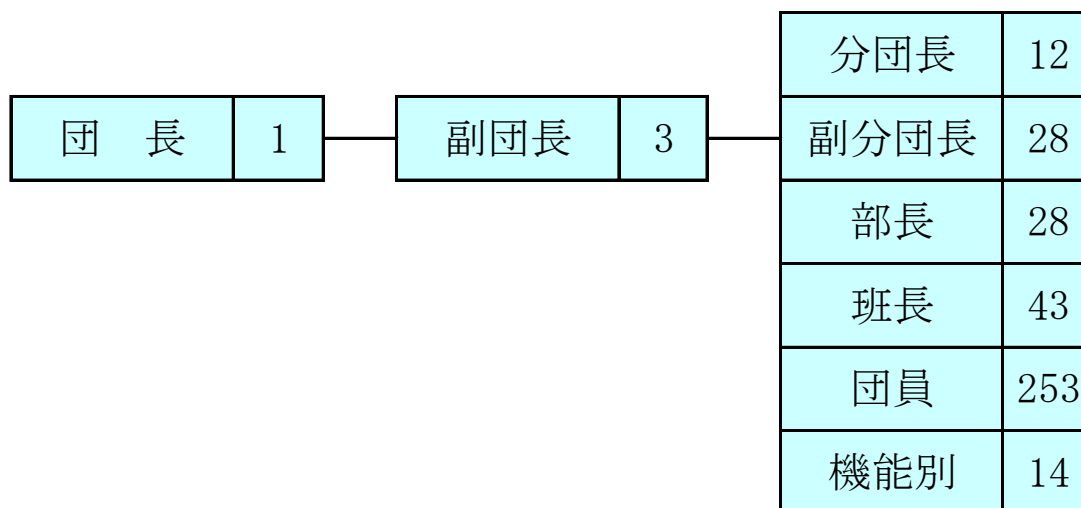 団　長 1
副団長 3
分団長 12
副分団長 28
部長 28
班長 43
団員 253
機能別 14